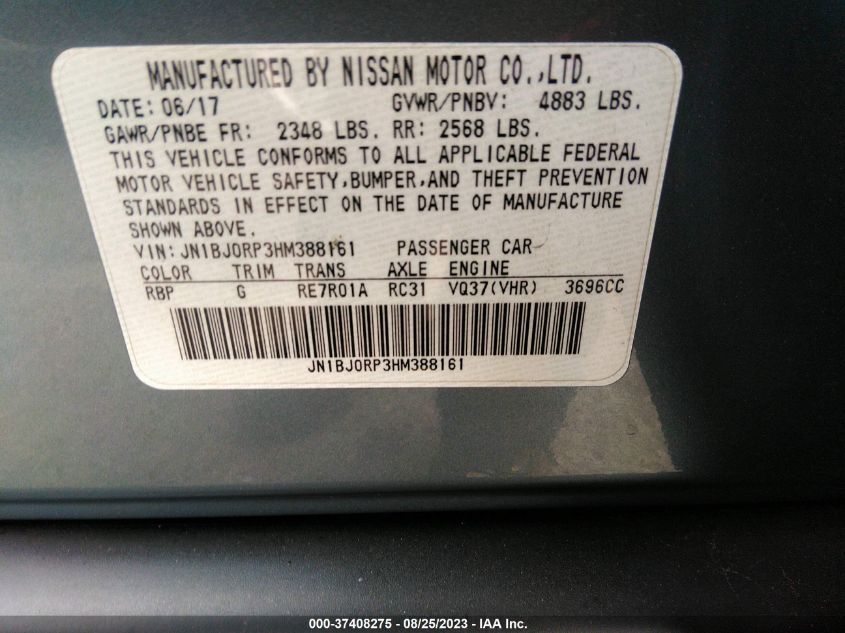 MANUFACTURED BY NISSAN MOTOR CO.,LTD.
DATE: 06/17 GVWR/PNBV: 4883 LBS.
GAWR/PNBE FR: 2348 LBS. RR: 2568 LBS.
THIS VEHICLE CONFORMS TO ALL APPLICABLE FEDERAL
MOTOR VEHICLE SAFETY,BUMPER,AND THEFT PREVENTION
STANDARDS IN EFFECT ON THE DATE OF MANUFACTURE
SHOWN ABOVE.
VIN:JN1BJ0RP3HM388161 PASSENGER CAR
COLOR TRIM TRANS AXLE ENGINE
RBP G RE7R01A RC31 VQ37(VHR) 3696CC
JN1BJ0RP3HM388161
000-37408275 - 08/25/2023 - IAA Inc.